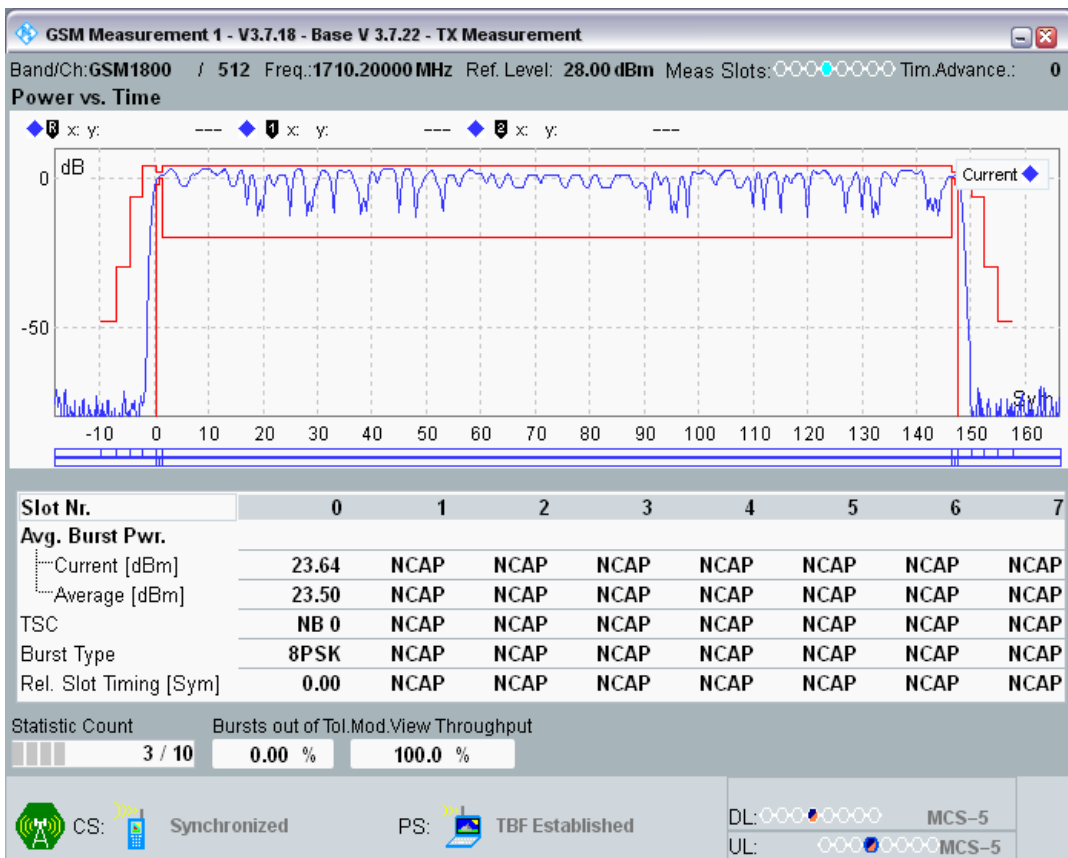 GSM Measurement 1 - V3.7.18 - Base V 3.7.22 - TX Measurement
Band/Ch:GSM1800 / 512 Freq.:1710.20000 MHz Ref. Level: 28.00 dBm Meas Slots: Tim.Advance.: 0
Power vs. Time
R x: y: --- 1 x: y: --- 2 x: y: ---
dB
Current
0
-50
Sym
-10 0 10 20 30 40 50 60 70 80 90 100 110 120 130 140 150 160
Slot Nr. 0 1 2 3 4 5 6 7
Avg. Burst Pwr.
Current [dBm] 23.64 NCAP NCAP NCAP NCAP NCAP NCAP NCAP
Average [dBm] 23.50 NCAP NCAP NCAP NCAP NCAP NCAP NCAP
TSC NB 0 NCAP NCAP NCAP NCAP NCAP NCAP NCAP
Burst Type 8PSK NCAP NCAP NCAP NCAP NCAP NCAP NCAP
Rel. Slot Timing [Sym] 0.00 NCAP NCAP NCAP NCAP NCAP NCAP NCAP
Statistic Count Bursts out of Tol. Mod.View Throughput
3 / 10 0.00 % 100.0 %
CS: Synchronized PS: TBF Established
DL: MCS-5
UL: MCS-5